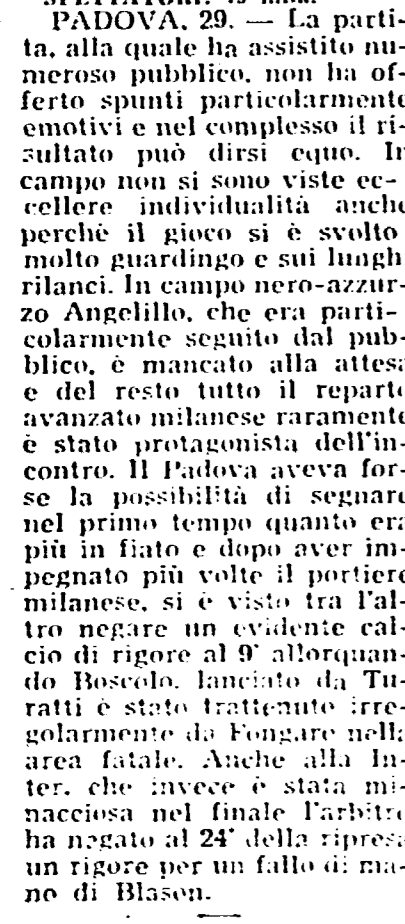 PADOVA, 29. — La parti-
ta, alla quale ha assistito nu-
meroso pubblico, non ha of-
ferto spunti particolarmente
emotivi e nel complesso il ri-
sultato può dirsi equo. In
campo non si sono viste ec-
cellere individualità anche
perchè il gioco si è svolto
molto guardingo e sui lunghi
rilanci. In campo nero-azzur-
zo Angelillo, che era parti-
colarmente seguito dal pub-
blico, è mancato alla attesa
e del resto tutto il reparto
avanzato milanese raramente
è stato protagonista dell'in-
contro. Il Padova aveva for-
se la possibilità di segnare
nel primo tempo quanto era
più in fiato e dopo aver im-
pegnato più volte il portiere
milanese, si è visto tra l'al-
tro negare un evidente cal-
cio di rigore al 9' allorquan-
do Boscolo, lanciato da Tu-
ratti è stato trattenuto irre-
golarmente da Fongare nella
area fatale. Anche alla In-
ter, che invece è stata mi-
nacciosa nel finale l'arbitro
ha negato al 24' della ripresa
un rigore per un fallo di ma-
no di Blason.